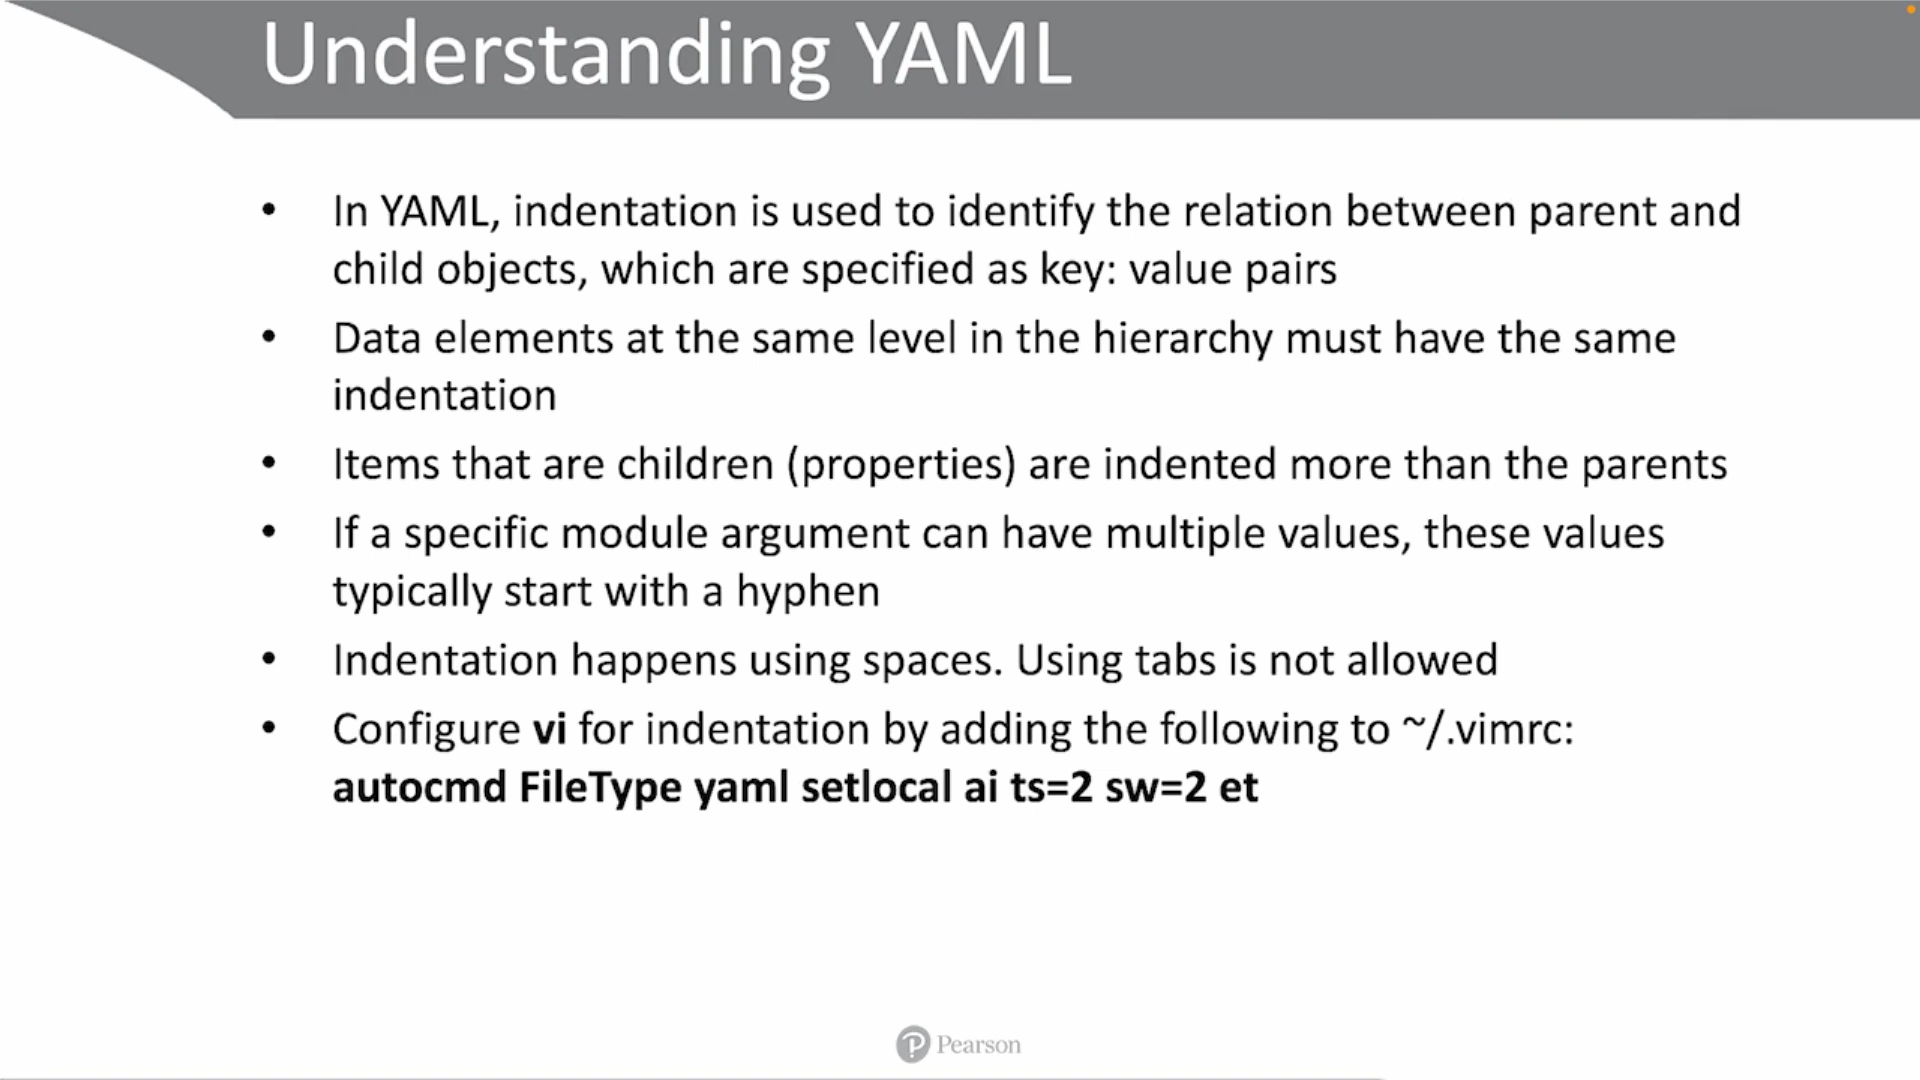 Understanding YAML
• In YAML, indentation is used to identify the relation between parent and
child objects, which are specified as key: value pairs
• Data elements at the same level in the hierarchy must have the same
indentation
• Items that are children (properties) are indented more than the parents
• If a specific module argument can have multiple values, these values
typically start with a hyphen
• Indentation happens using spaces. Using tabs is not allowed
• Configure vi for indentation by adding the following to ~/.vimrc:
autocmd FileType yaml setlocal ai ts=2 sw=2 et
Pearson